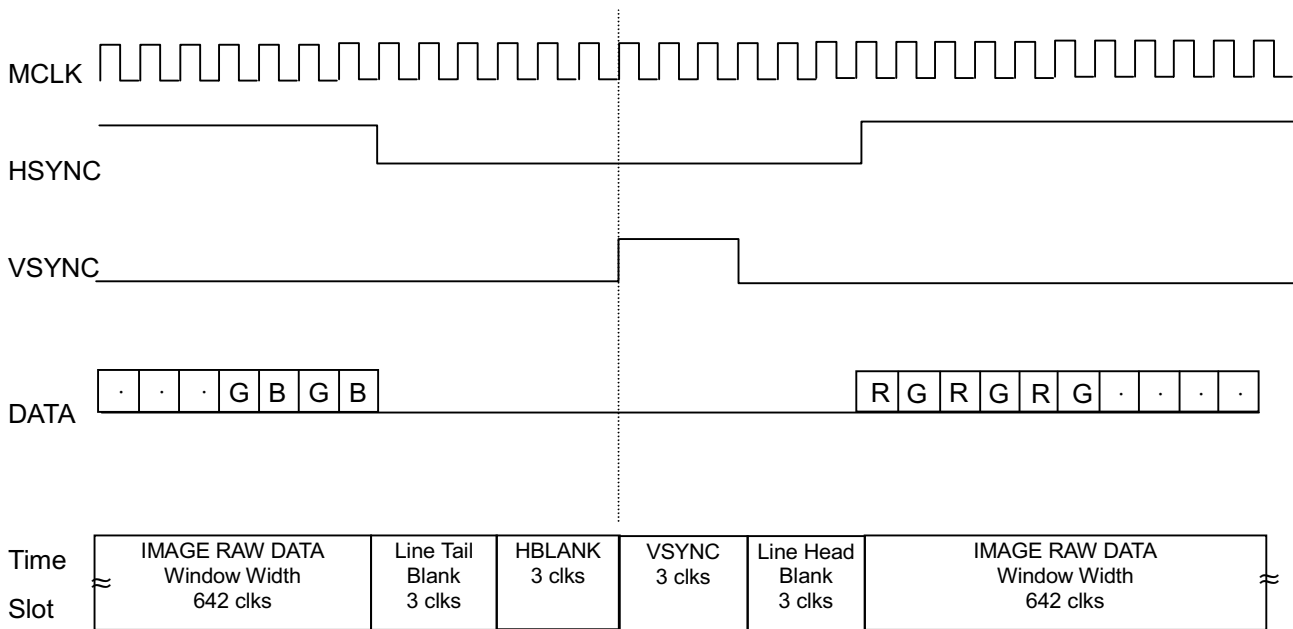 MCLK
HSYNC
VSYNC
DATA
· · · G B G B
R G R G R G · · · ·
Time
Slot
IMAGE RAW DATA
Window Width
642 clks
Line Tail
Blank
3 clks
HBLANK
3 clks
VSYNC
3 clks
Line Head
Blank
3 clks
IMAGE RAW DATA
Window Width
642 clks